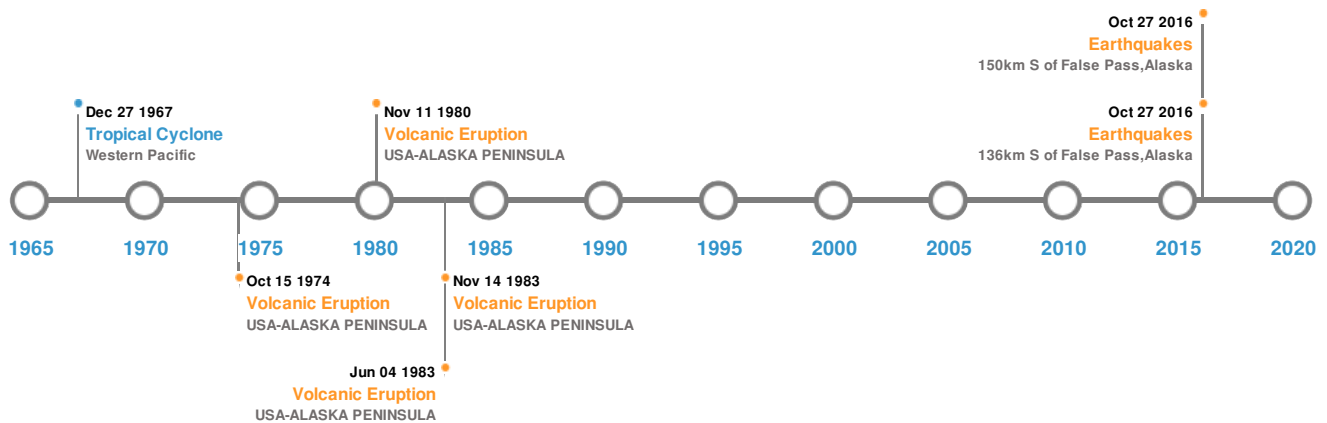 Oct 27 2016
Earthquakes
150km S of False Pass,Alaska
Dec 27 1967
Tropical Cyclone
Western Pacific
Nov 11 1980
Volcanic Eruption
USA-ALASKA PENINSULA
Oct 27 2016
Earthquakes
136km S of False Pass,Alaska
1965 1970 1975 1980 1985 1990 1995 2000 2005 2010 2015 2020
Oct 15 1974
Volcanic Eruption
USA-ALASKA PENINSULA
Nov 14 1983
Volcanic Eruption
USA-ALASKA PENINSULA
Jun 04 1983
Volcanic Eruption
USA-ALASKA PENINSULA